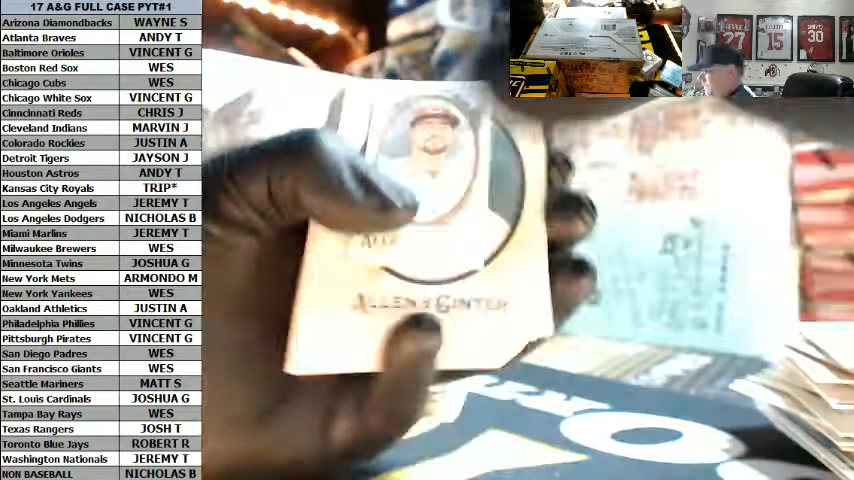 17 A&G FULL CASE PYT#1
Arizona Diamondbacks WAYNE S
Atlanta Braves ANDY T
Baltimore Orioles VINCENT G
Boston Red Sox WES
Chicago Cubs WES
Chicago White Sox VINCENT G
Cinncinnati Reds CHRIS J
Cleveland Indians MARVIN J
Colorado Rockies JUSTIN A
Detroit Tigers JAYSON J
Houston Astros ANDY T
Kansas City Royals TRIP*
Los Angeles Angels JEREMY T
Los Angeles Dodgers NICHOLAS B
Miami Marlins JEREMY T
Milwaukee Brewers WES
Minnesota Twins JOSHUA G
New York Mets ARMONDO M
New York Yankees WES
Oakland Athletics JUSTIN A
Philadelphia Phillies VINCENT G
Pittsburgh Pirates VINCENT G
San Diego Padres WES
San Francisco Giants WES
Seattle Mariners MATT S
St. Louis Cardinals JOSHUA G
Tampa Bay Rays WES
Texas Rangers JOSH T
Toronto Blue Jays ROBERT R
Washington Nationals JEREMY T
NON BASEBALL NICHOLAS B
ALLEN & GINTER
27
15
30